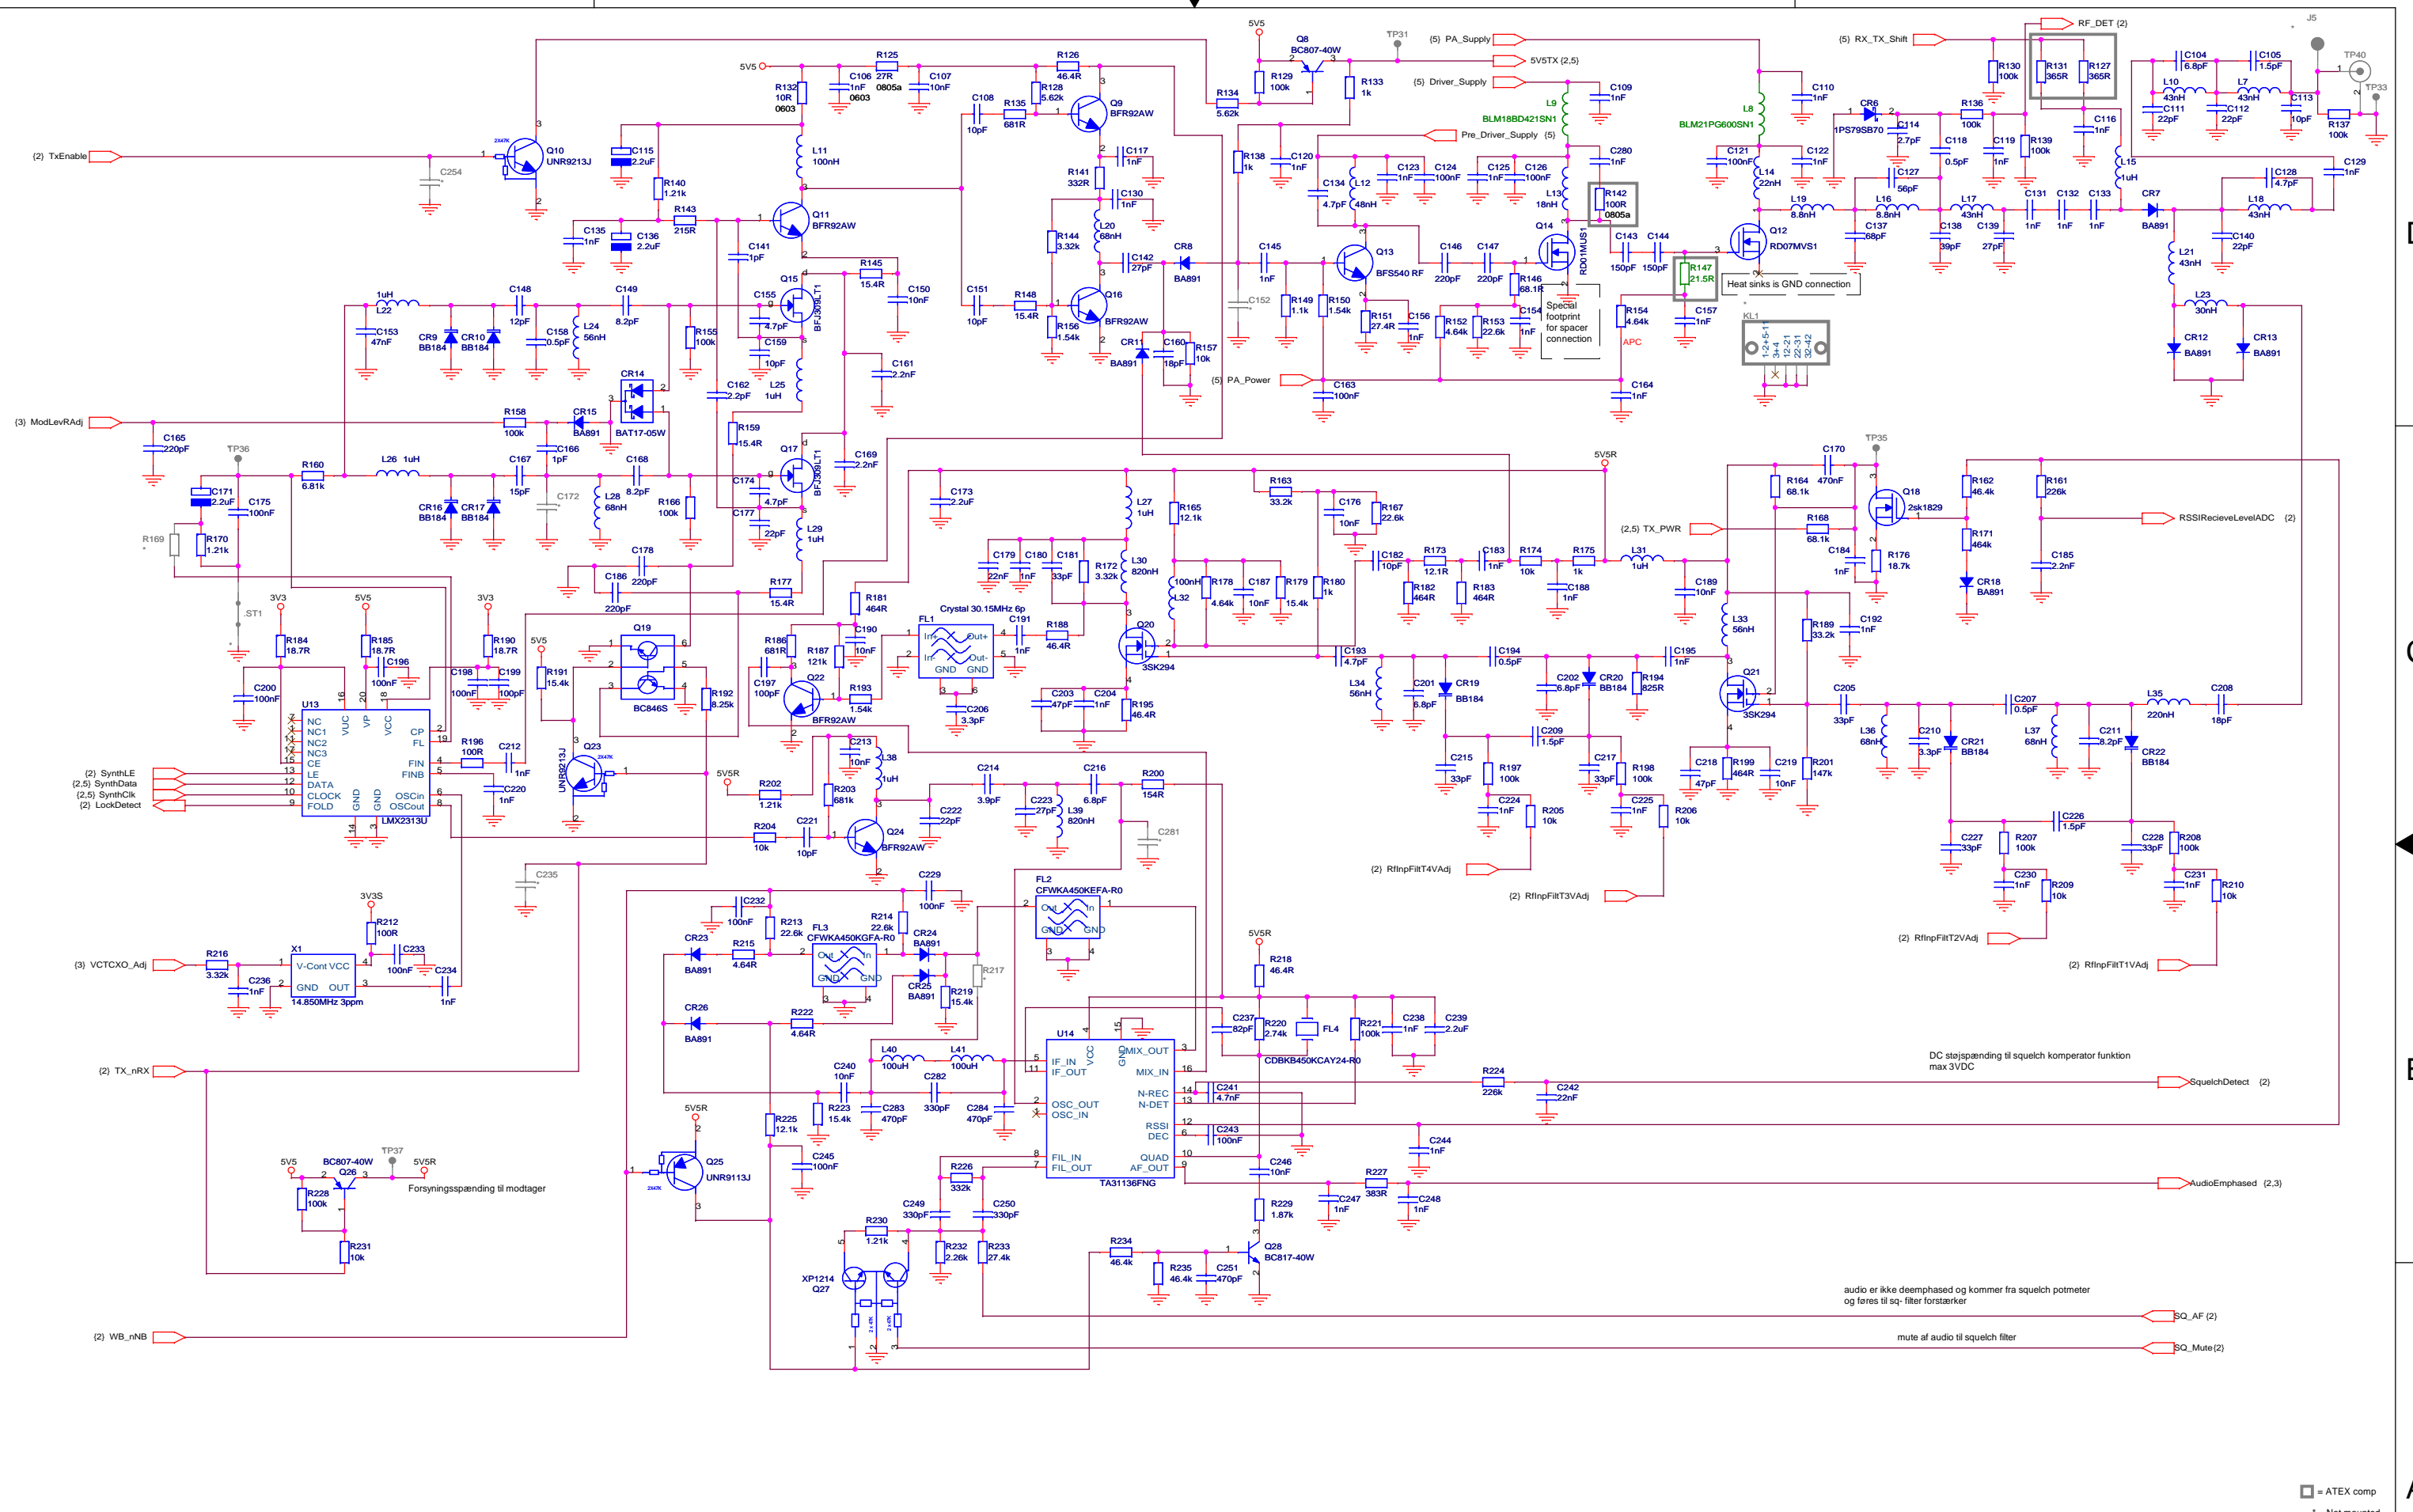 5V5
Q8
BC807-40W
TP31
{5} PA_Supply
5V5TX {2,5}
{5} Driver_Supply
{5} RX_TX_Shift
RF_DET {2}
J5
TP40
TP33
5V5
R132
10R
0603
C106
1nF
0603
R125
27R
0805a
C107
10nF
R126
46.4R
R128
5.62k
C108
10pF
R135
681R
Q9
BFR92AW
R134
5.62k
R129
100k
R133
1k
L9
BLM18BD421SN1
C109
1nF
Pre_Driver_Supply {5}
L8
BLM21PG600SN1
C110
1nF
R130
100k
R131
365R
R127
365R
C104
6.8pF
C105
1.5pF
L10
43nH
L7
43nH
C111
22pF
C112
22pF
C113
10pF
R137
100k
CR6
1PS79SB70
C114
2.7pF
R136
100k
C116
1nF
{2} TxEnable
C254
2X47K
Q10
UNR9213J
C115
2.2uF
L11
100nH
R140
1.21k
R143
215R
C135
1nF
C136
2.2uF
C141
1pF
Q11
BFR92AW
C117
1nF
R141
332R
C130
1nF
L20
68nH
R144
3.32k
C142
27pF
CR8
BA891
R138
1k
C120
1nF
C134
4.7pF
L12
48nH
C123
1nF
C124
100nF
C125
1nF
C126
100nF
L13
18nH
C280
1nF
R142
100R
0805a
C121
100nF
C122
1nF
L14
22nH
C118
0.5pF
C119
1nF
R139
100k
C127
56pF
L15
1uH
C128
4.7pF
C129
1nF
L19
8.8nH
L16
8.8nH
L17
43nH
C131
1nF
C132
1nF
C133
1nF
CR7
BA891
L18
43nH
C137
68pF
C138
39pF
C139
27pF
C140
22pF
L21
43nH
L23
30nH
CR12
BA891
CR13
BA891
Q14
RD01MUS1
C143
150pF
C144
150pF
Q12
RD07MVS1
R147
21.5R
Heat sinks is GND connection
C145
1nF
Q13
BFS540 RF
C146
220pF
C147
220pF
R146
68.1R
Special
footprint
for spacer
connection
R145
15.4R
C150
10nF
Q15
BFJ309LT1
1uH
L22
C148
12pF
C149
8.2pF
C153
47nF
CR9
BB184
CR10
BB184
C158
0.5pF
L24
56nH
R155
100k
C155
4.7pF
C159
10pF
L25
1uH
C161
2.2nF
C151
10pF
R148
15.4R
R156
1.54k
Q16
BFR92AW
CR11
BA891
C160
18pF
R157
10k
C152
R149
1.1k
R150
1.54k
R151
27.4R
C156
1nF
R152
4.64k
R153
22.6k
C154
1nF
R154
4.64k
APC
C157
1nF
KL1
1-2+5-11
3+4
12-21
22-31
32-42
{5} PA_Power
C163
100nF
C164
1nF
CR14
BAT17-05W
C162
2.2pF
{3} ModLevRAdj
C165
220pF
R158
100k
CR15
BA891
C166
1pF
R159
15.4R
Q17
BFJ309LT1
C169
2.2nF
TP36
R160
6.81k
L26 1uH
C167
15pF
C168
8.2pF
C171
2.2uF
C175
100nF
CR16
BB184
CR17
BB184
C172
L28
68nH
R166
100k
C174
4.7pF
C177
22pF
L29
1uH
R169
R170
1.21k
C178
220pF
C186
220pF
R177
15.4R
ST1
C173
2.2uF
L27
1uH
R165
12.1k
R163
33.2k
C176
10nF
R167
22.6k
5V5R
{2,5} TX_PWR
C170
470nF
TP35
R164
68.1k
Q18
2sk1829
R168
68.1k
C184
1nF
R176
18.7k
R162
46.4k
R171
464k
CR18
BA891
R161
226k
RSSIRecieveLevelADC {2}
C185
2.2nF
C179
22nF
C180
1nF
C181
33pF
R172
3.32k
L30
820nH
100nH
L32
R178
4.64k
C187
10nF
R179
15.4k
R180
1k
C182
10pF
R173
12.1R
C183
1nF
R174
10k
R175
1k
L31
1uH
R182
464R
R183
464R
C188
1nF
C189
10nF
3V3
R184
18.7R
5V5
R185
18.7R
3V3
R190
18.7R
C196
100nF
C198
100nF
C199
100pF
C200
100nF
5V5
R191
15.4k
Q19
BC846S
R192
8.25k
R181
464R
R186
681R
C190
10nF
R187
121k
C197
100pF
Q22
BFR92AW
R193
1.54k
Crystal 30.15MHz 6p
FL1
In+ Out+
In- Out-
GND GND
C206
3.3pF
C191
1nF
R188
46.4R
Q20
3SK294
C203
47pF
C204
1nF
R195
46.4R
C193
4.7pF
L34
56nH
C201
6.8pF
CR19
BB184
C194
0.5pF
C202
6.8pF
CR20
BB184
R194
825R
C195
1nF
L33
56nH
R189
33.2k
C192
1nF
Q21
3SK294
C205
33pF
L36
68nH
C210
3.3pF
CR21
BB184
C207
0.5pF
L37
68nH
C211
8.2pF
CR22
BB184
L35
220nH
C208
18pF
U13
NC
NC1
NC2
NC3
CE
LE
DATA
CLOCK
FOLD
VUC
VP
VCC
CP
FL
FIN
FINB
OSCin
OSCout
GND
GND
LMX2313U
{2} SynthLE
{2,5} SynthData
{2,5} SynthClk
{2} LockDetect
R196
100R
C212
1nF
C220
1nF
UNR9213J
Q23
2X47K
5V5R
R202
1.21k
C213
10nF
L38
1uH
R203
681k
R204
10k
C221
10pF
Q24
BFR92AW
C222
22pF
C214
3.9pF
C223
27pF
L39
820nH
C216
6.8pF
R200
154R
C281
C215
33pF
R197
100k
C209
1.5pF
C217
33pF
R198
100k
C224
1nF
R205
10k
C225
1nF
R206
10k
C218
47pF
R199
464R
C219
10nF
R201
147k
{2} RfInpFiltT4VAdj
{2} RfInpFiltT3VAdj
C226
1.5pF
C227
33pF
R207
100k
C228
33pF
R208
100k
C230
1nF
R209
10k
C231
1nF
R210
10k
{2} RfInpFiltT2VAdj
{2} RfInpFiltT1VAdj
C235
3V3S
R212
100R
{3} VCTCXO_Adj
R216
3.32k
C236
1nF
X1
V-Cont VCC
GND OUT
14.850MHz 3ppm
C233
100nF
C234
1nF
C229
100nF
C232
100nF
R213
22.6k
R214
22.6k
FL3
CFWKA450KGFA-R0
Out In
GND GND
CR23
BA891
R215
4.64R
CR24
BA891
CR25
BA891
R217
R219
15.4k
CR26
BA891
R222
4.64R
FL2
CFWKA450KEFA-R0
Out In
GND GND
5V5R
R218
46.4R
C237
82pF
R220
2.74k
FL4
CDBKB450KCAY24-R0
R221
100k
C238
1nF
C239
2.2uF
{2} TX_nRX
L40
100uH
L41
100uH
C240
10nF
C282
330pF
R223
15.4k
C283
470pF
C284
470pF
U14
IF_IN
IF_OUT
OSC_OUT
OSC_IN
FIL_IN
FIL_OUT
VCC
GND
MIX_OUT
MIX_IN
N-REC
N-DET
RSSI
DEC
QUAD
AF_OUT
TA31136FNG
C241
4.7nF
C243
100nF
R224
226k
C242
22nF
DC støjspænding til squelch komperator funktion
max 3VDC
SquelchDetect {2}
C244
1nF
5V5R
R225
12.1k
C245
100nF
Q25
UNR9113J
2X47K
R226
332k
C249
330pF
C250
330pF
R230
1.21k
R232
2.26k
R233
27.4k
C246
10nF
R229
1.87k
C247
1nF
R227
383R
C248
1nF
AudioEmphased {2,3}
5V5
BC807-40W
Q26
TP37
5V5R
R228
100k
Forsyningsspænding til modtager
R231
10k
XP1214
Q27
2 x 47K
2 x 47K
R234
46.4k
R235
46.4k
C251
470pF
Q28
BC817-40W
audio er ikke deemphased og kommer fra squelch potmeter
og føres til sq- filter forstærker
SQ_AF {2}
{2} WB_nNB
mute af audio til squelch filter
SQ_Mute{2}
= ATEX comp